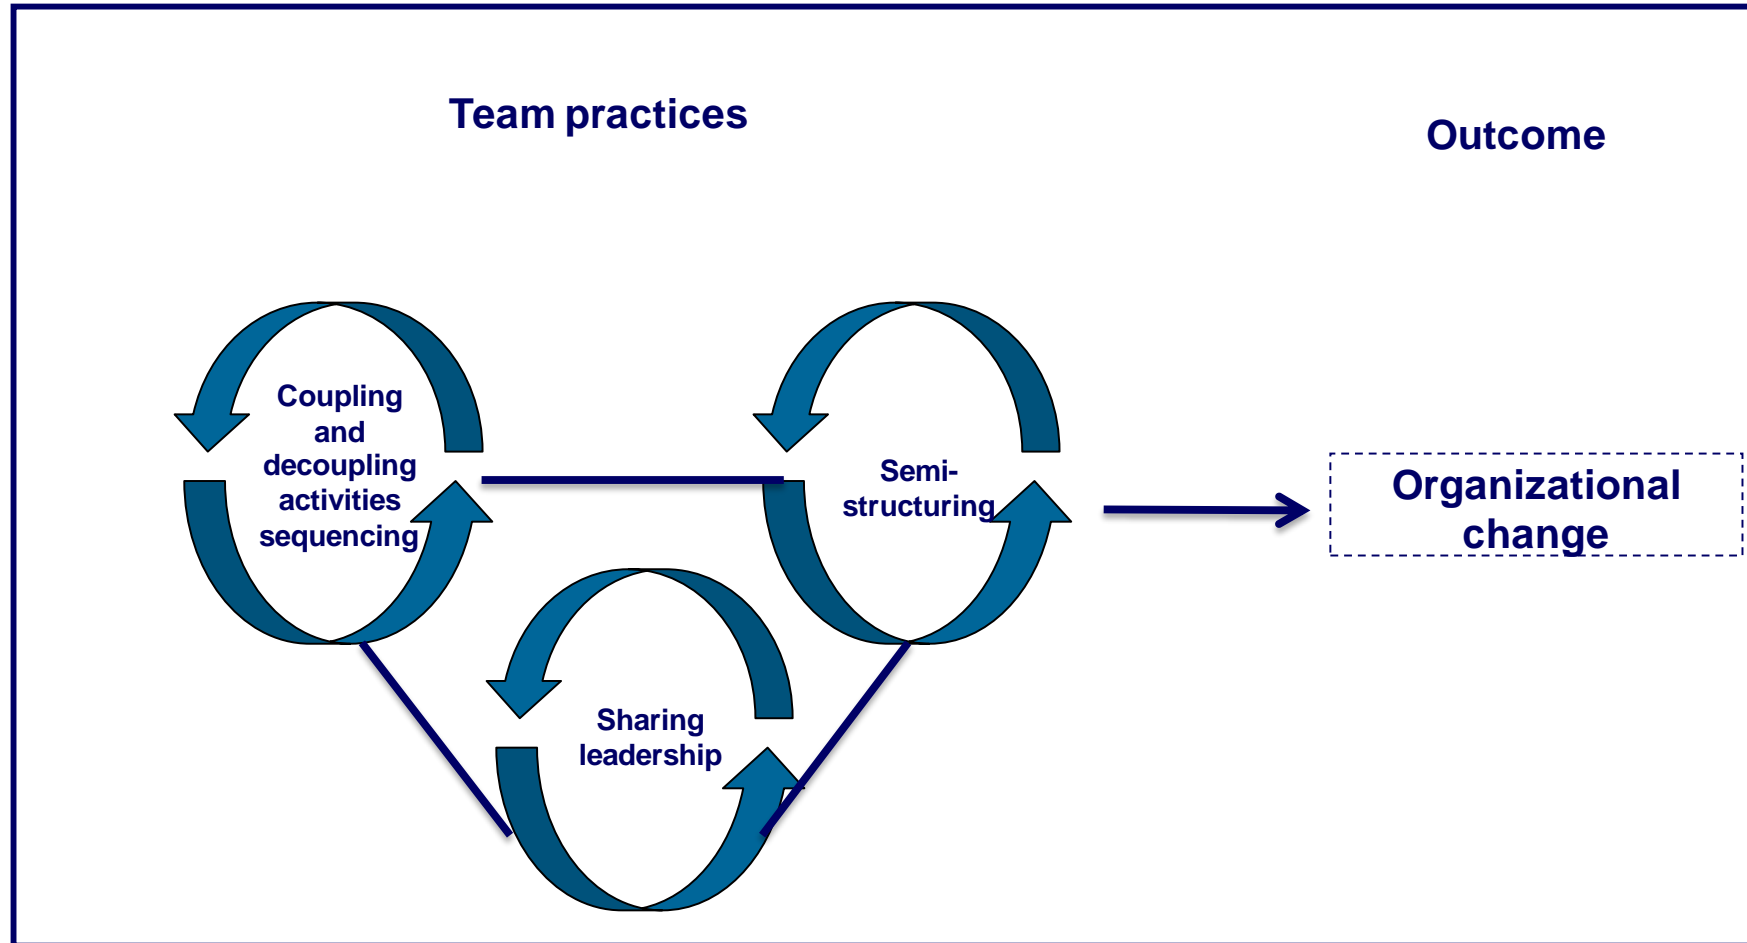 Team practices
Outcome
Coupling
and
decoupling
activities
sequencing
Semi-
structuring
Sharing
leadership
Organizational
change